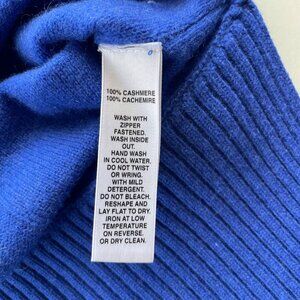 100% CASHMERE
100% CACHEMIRE
WASH WITH
ZIPPER
FASTENED.
WASH INSIDE
OUT.
HAND WASH
IN COOL WATER.
DO NOT TWIST
OR WRING.
WITH MILD
DETERGENT.
DO NOT BLEACH.
RESHAPE AND
LAY FLAT TO DRY.
IRON AT LOW
TEMPERATURE
ON REVERSE.
OR DRY CLEAN.